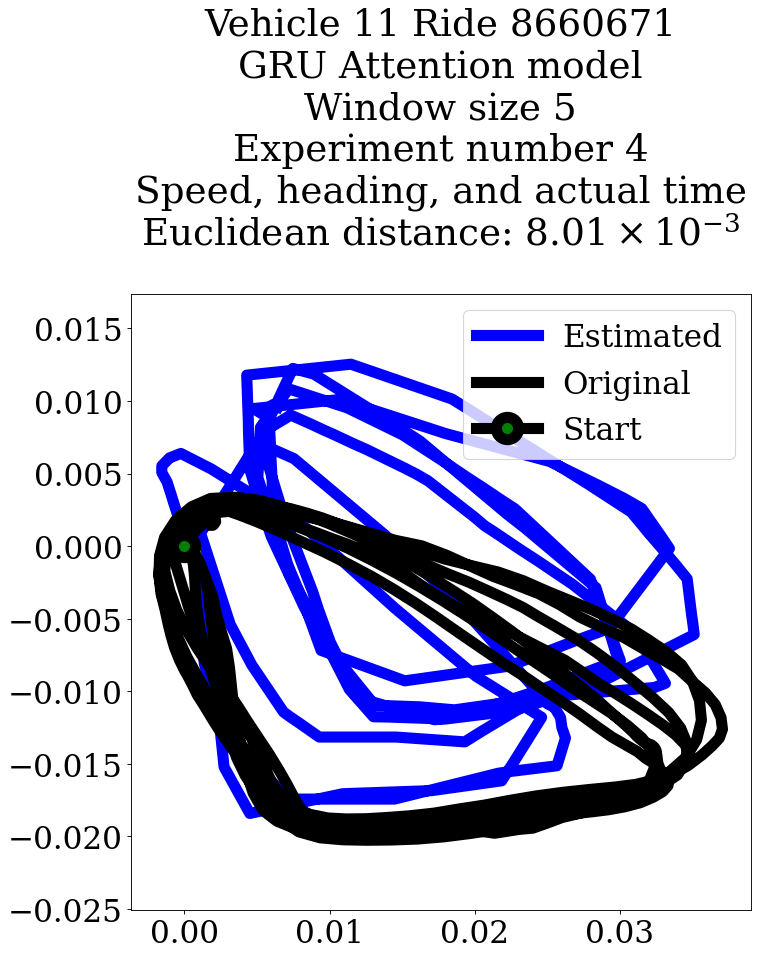 Vehicle 11 Ride 8660671
GRU Attention model
Window size 5
Experiment number 4
Speed, heading, and actual time
Euclidean distance: 8.01 × 10⁻³
Estimated
Original
Start
0.015
0.010
0.005
0.000
−0.005
−0.010
−0.015
−0.020
−0.025
0.00 0.01 0.02 0.03